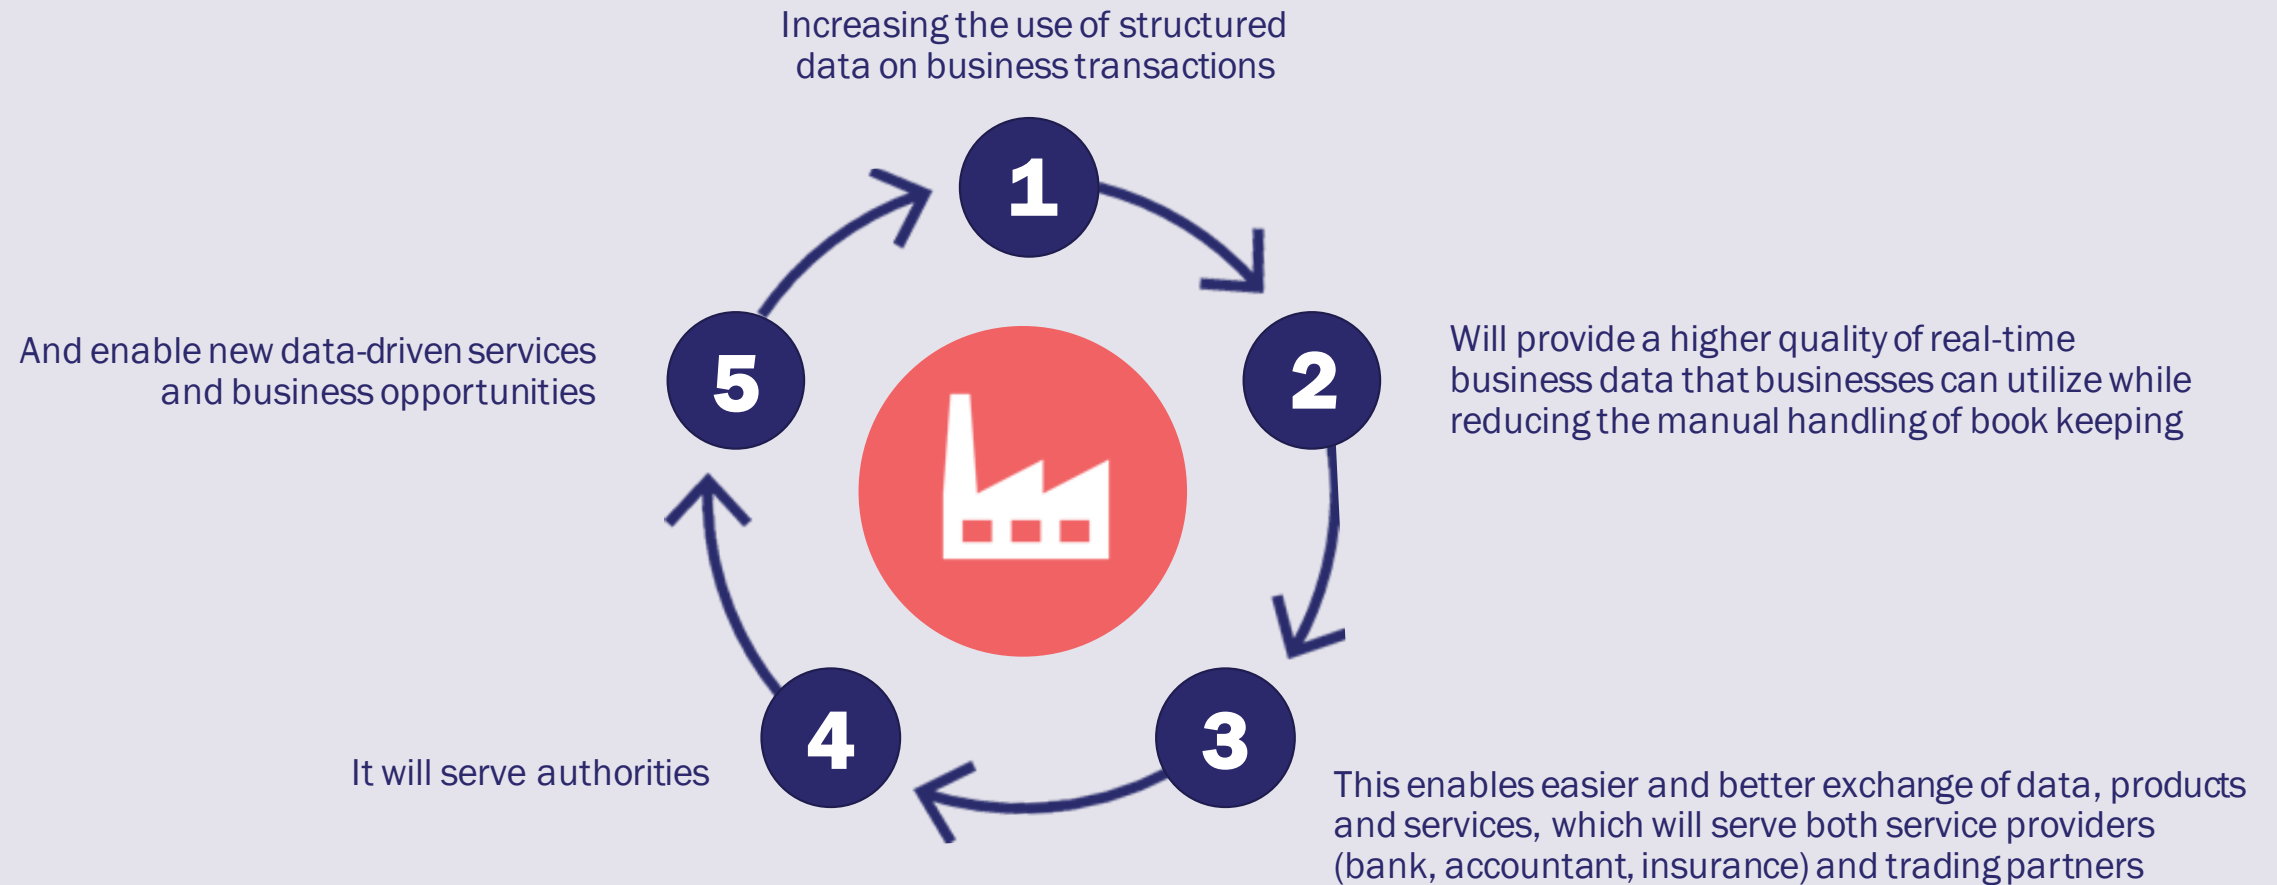 Increasing the use of structured
data on business transactions
1
2
Will provide a higher quality of real-time
business data that businesses can utilize while
reducing the manual handling of book keeping
3
This enables easier and better exchange of data, products
and services, which will serve both service providers
(bank, accountant, insurance) and trading partners
4
It will serve authorities
5
And enable new data-driven services
and business opportunities